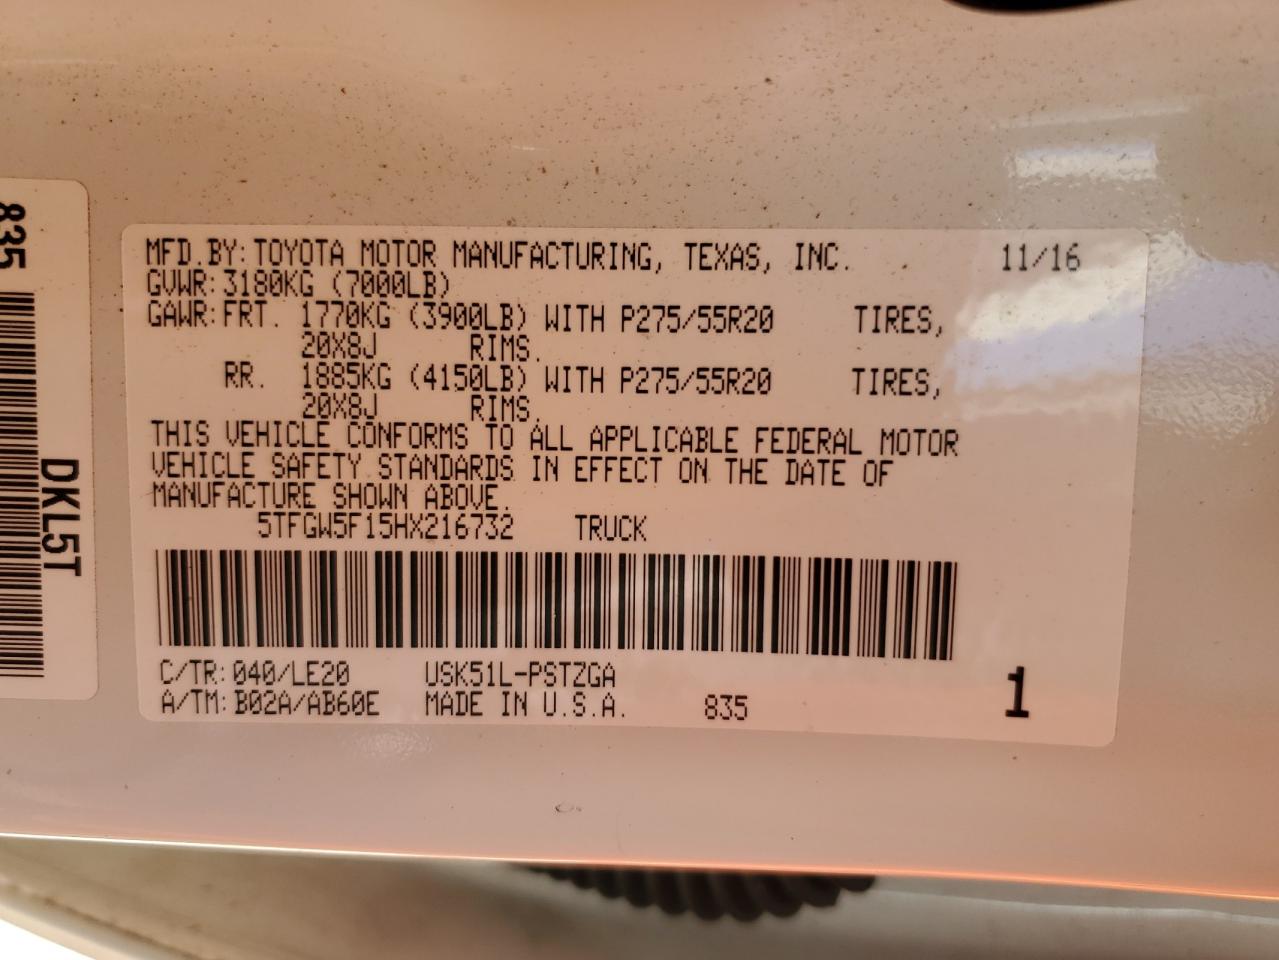 835
DKL5T
MFD.BY: TOYOTA MOTOR MANUFACTURING, TEXAS, INC. 11/16
GVWR: 3180KG (7000LB)
GAWR: FRT. 1770KG (3900LB) WITH P275/55R20 TIRES,
20X8J RIMS.
RR. 1885KG (4150LB) WITH P275/55R20 TIRES,
20X8J RIMS.
THIS VEHICLE CONFORMS TO ALL APPLICABLE FEDERAL MOTOR
VEHICLE SAFETY STANDARDS IN EFFECT ON THE DATE OF
MANUFACTURE SHOWN ABOVE.
5TFGW5F15HX216732 TRUCK
C/TR: 040/LE20 USK51L-PSTZGA
A/TM: B02A/AB60E MADE IN U.S.A. 835 1